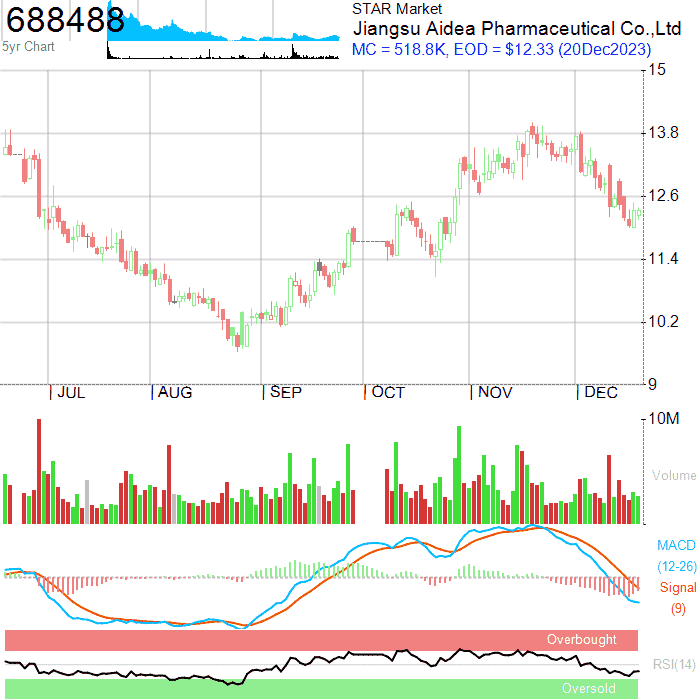 688488
5yr Chart
STAR Market
Jiangsu Aidea Pharmaceutical Co.,Ltd
MC = 518.8K, EOD = $12.33 (20Dec2023)
15
13.8
12.6
11.4
10.2
9
JUL AUG SEP OCT NOV DEC
10M
Volume
MACD
(12-26)
Signal
(9)
Overbought
RSI(14)
Oversold